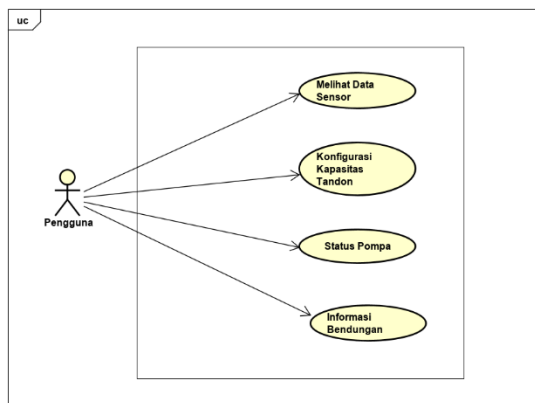 uc
Melihat Data
Sensor
Konfigurasi
Kapasitas
Tandon
Pengguna
Status Pompa
Informasi
Bendungan